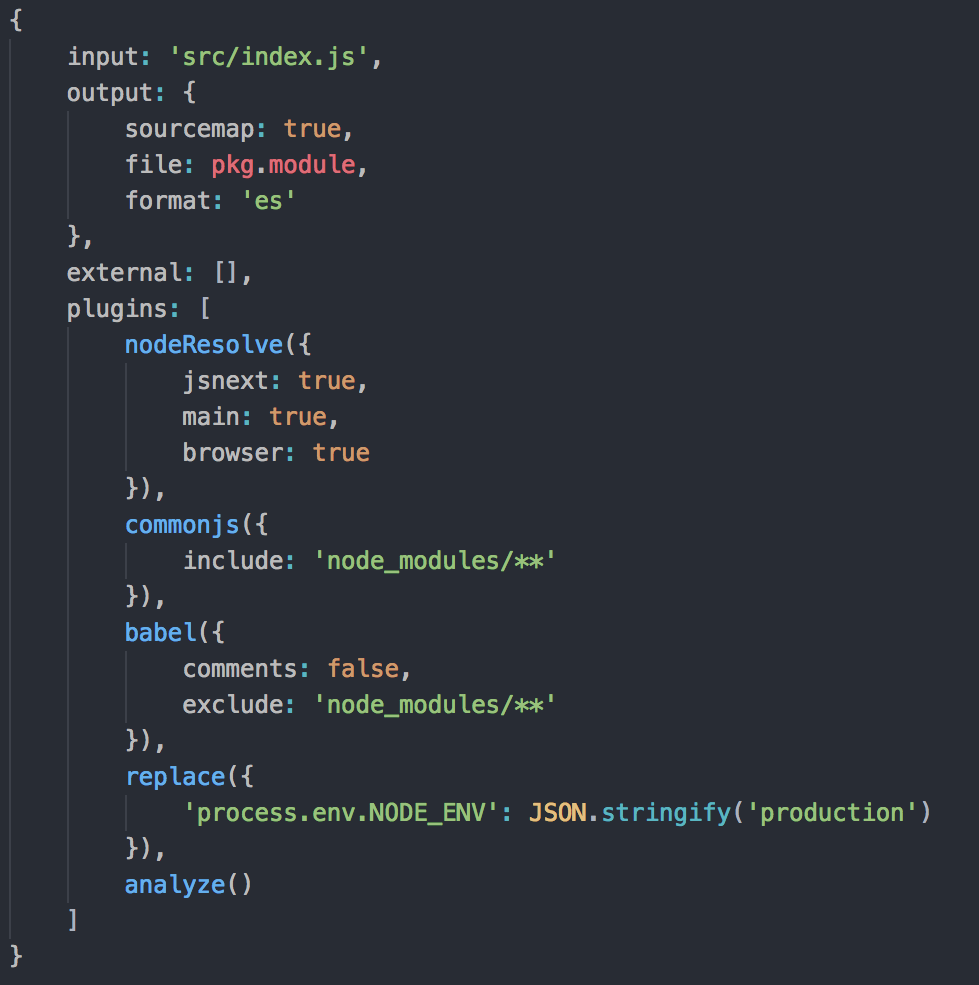 {
    input: 'src/index.js',
    output: {
        sourcemap: true,
        file: pkg.module,
        format: 'es'
    },
    external: [],
    plugins: [
        nodeResolve({
            jsnext: true,
            main: true,
            browser: true
        }),
        commonjs({
            include: 'node_modules/**'
        }),
        babel({
            comments: false,
            exclude: 'node_modules/**'
        }),
        replace({
            'process.env.NODE_ENV': JSON.stringify('production')
        }),
        analyze()
    ]
}